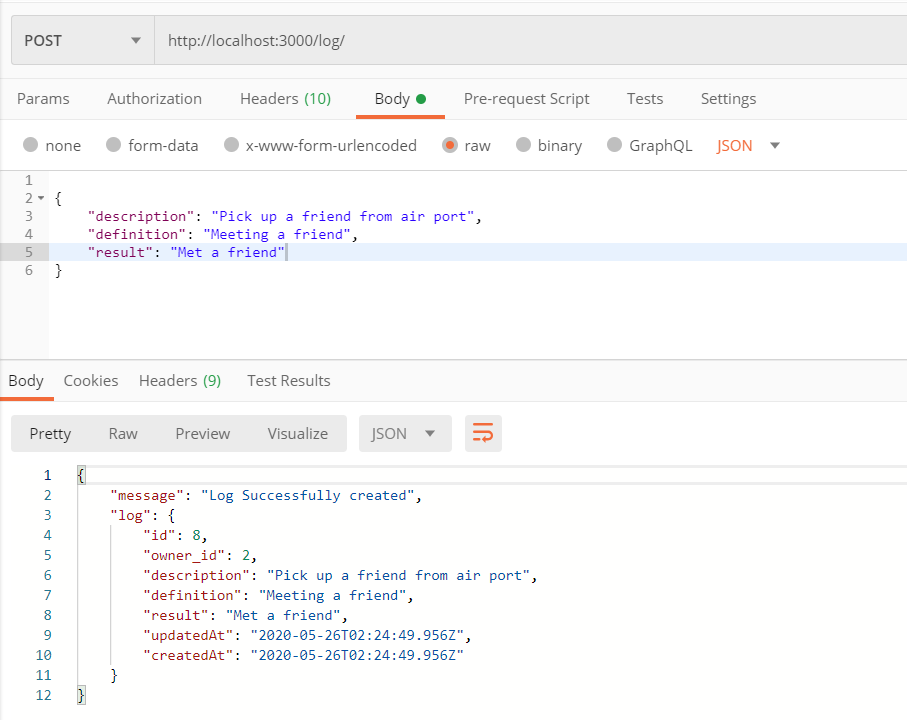 POST http://localhost:3000/log/
Params Authorization Headers (10) Body Pre-request Script Tests Settings
none form-data x-www-form-urlencoded raw binary GraphQL JSON
1
2 {
3 "description": "Pick up a friend from air port",
4 "definition": "Meeting a friend",
5 "result": "Met a friend"
6 }
Body Cookies Headers (9) Test Results
Pretty Raw Preview Visualize JSON
1 {
2 "message": "Log Successfully created",
3 "log": {
4 "id": 8,
5 "owner_id": 2,
6 "description": "Pick up a friend from air port",
7 "definition": "Meeting a friend",
8 "result": "Met a friend",
9 "updatedAt": "2020-05-26T02:24:49.956Z",
10 "createdAt": "2020-05-26T02:24:49.956Z"
11 }
12 }